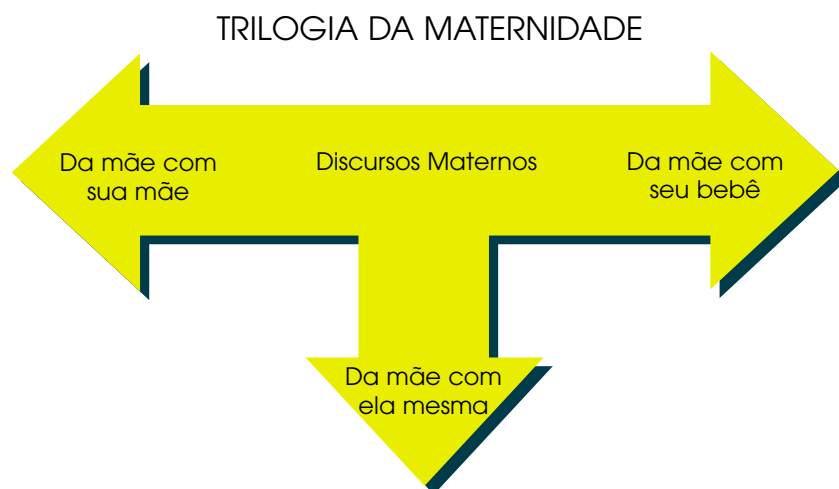 TRILOGIA DA MATERNIDADE
Da mãe com
sua mãe
Discursos Maternos
Da mãe com
seu bebê
Da mãe com
ela mesma